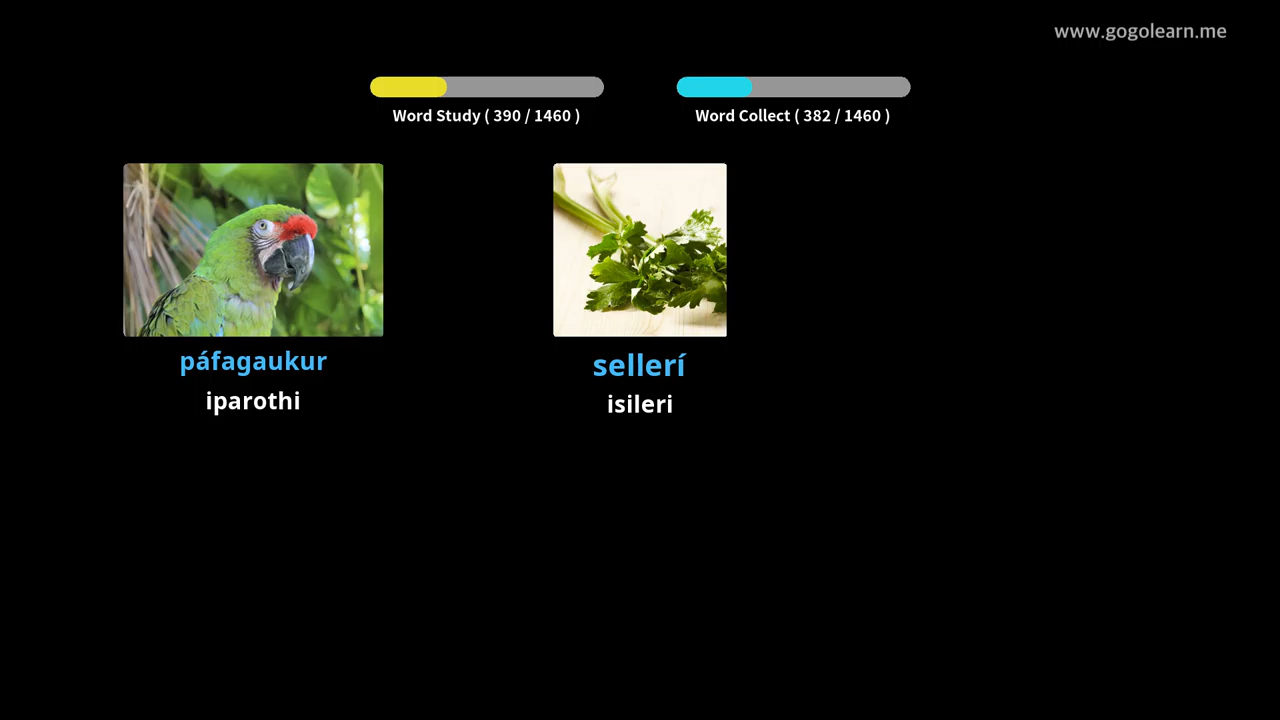 www.gogolearn.me
Word Study ( 390 / 1460 )
Word Collect ( 382 / 1460 )
páfagaukur
iparothi
sellerí
isileri